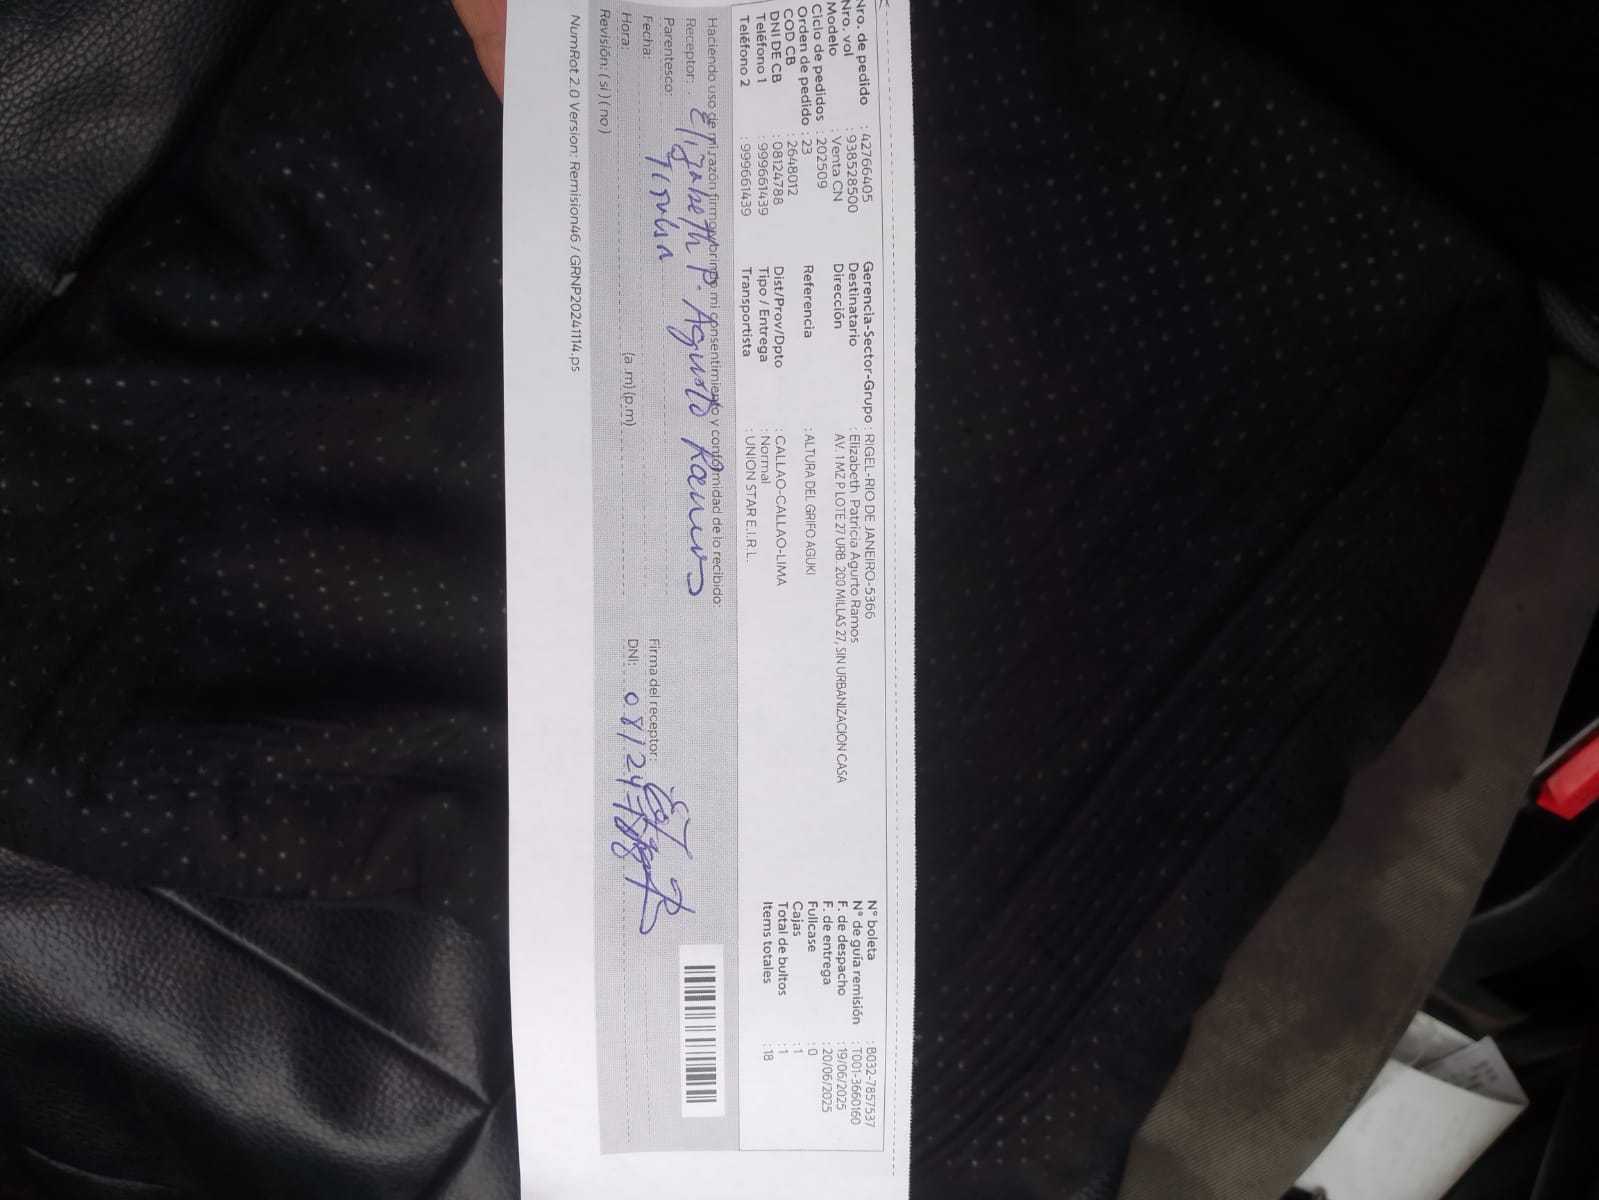 Nro. de pedido : 42766405 Gerencia-Sector-Grupo : RIGEL-RIO DE JANEIRO-5366 N° boleta : B032-7857537
Nro. vol : 938528500 Destinatario : Elizabeth Patricia Agurto Ramos N° de guía remisión : T001-3660160
Modelo : Venta CN Dirección AV. 1 MZ P LOTE 27 URB 200 MILLAS 27, SIN URBANIZACION CASA F. de despacho : 19/06/2025
Ciclo de pedidos : 202509 F. de entrega : 20/06/2025
Orden de pedido : 23 Referencia : ALTURA DEL GRIFO AGUKI Fullcase : 0
COD CB : 2648012 Cajas : 1
DNI DE CB : 08124788 Dist/Prov/Dpto : CALLAO-CALLAO-LIMA Total de bultos : 1
Teléfono 1 : 999661439 Tipo / Entrega : Normal Items totales : 18
Teléfono 2 : 999661439 Transportista : UNION STAR E.I.R.L.
Haciendo uso de mi razón firmo y brindo mi consentimiento y conformidad de lo recibido:
Receptor: Elizabeth P. Agurto Ramos
Parentesco: Titular
Fecha: Firma del receptor:
Hora: (a.m) (p.m) DNI: 08124788
Revisión: ( si ) ( no )
NumRot 2.0 Version: Remision46 / GRNP20241114.ps